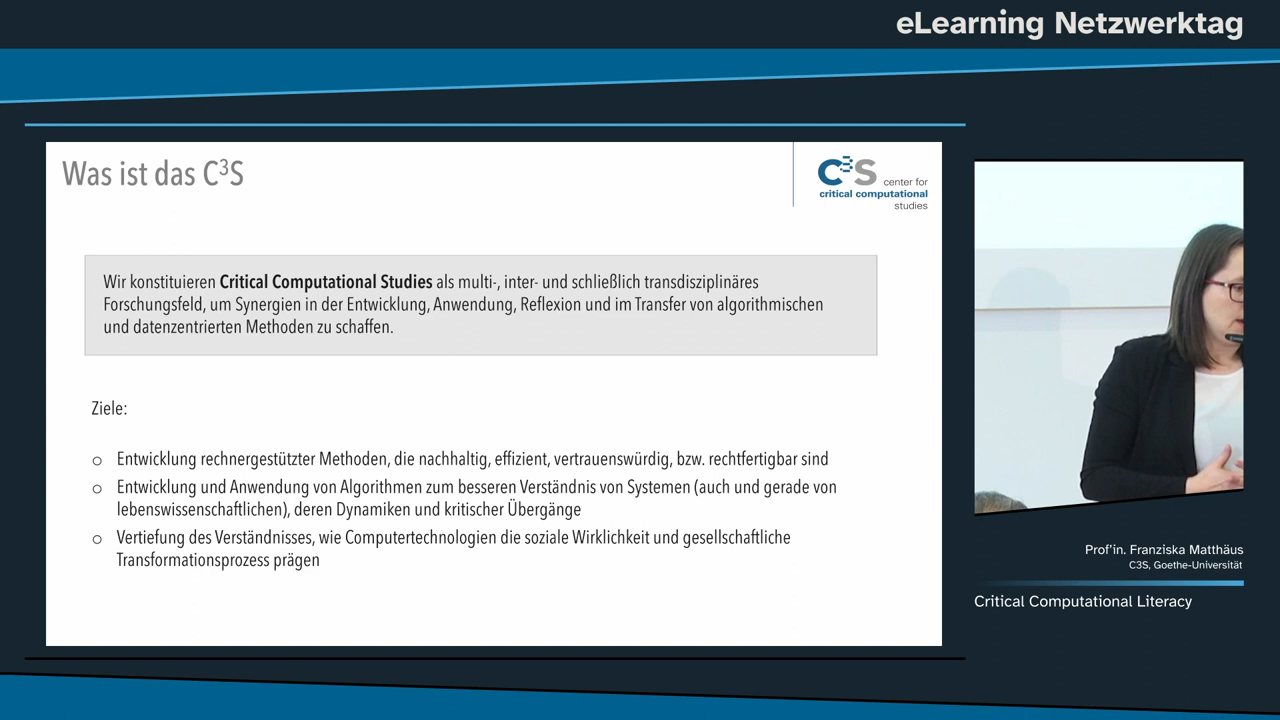 eLearning Netzwerktag
Was ist das C³S
C³S center for
critical computational
studies
Wir konstituieren Critical Computational Studies als multi-, inter- und schließlich transdisziplinäres
Forschungsfeld, um Synergien in der Entwicklung, Anwendung, Reflexion und im Transfer von algorithmischen
und datenzentrierten Methoden zu schaffen.
Ziele:
o Entwicklung rechnergestützter Methoden, die nachhaltig, effizient, vertrauenswürdig, bzw. rechtfertigbar sind
o Entwicklung und Anwendung von Algorithmen zum besseren Verständnis von Systemen (auch und gerade von
lebenswissenschaftlichen), deren Dynamiken und kritischer Übergänge
o Vertiefung des Verständnisses, wie Computertechnologien die soziale Wirklichkeit und gesellschaftliche
Transformationsprozess prägen
Prof'in. Franziska Matthäus
C3S, Goethe-Universität
Critical Computational Literacy